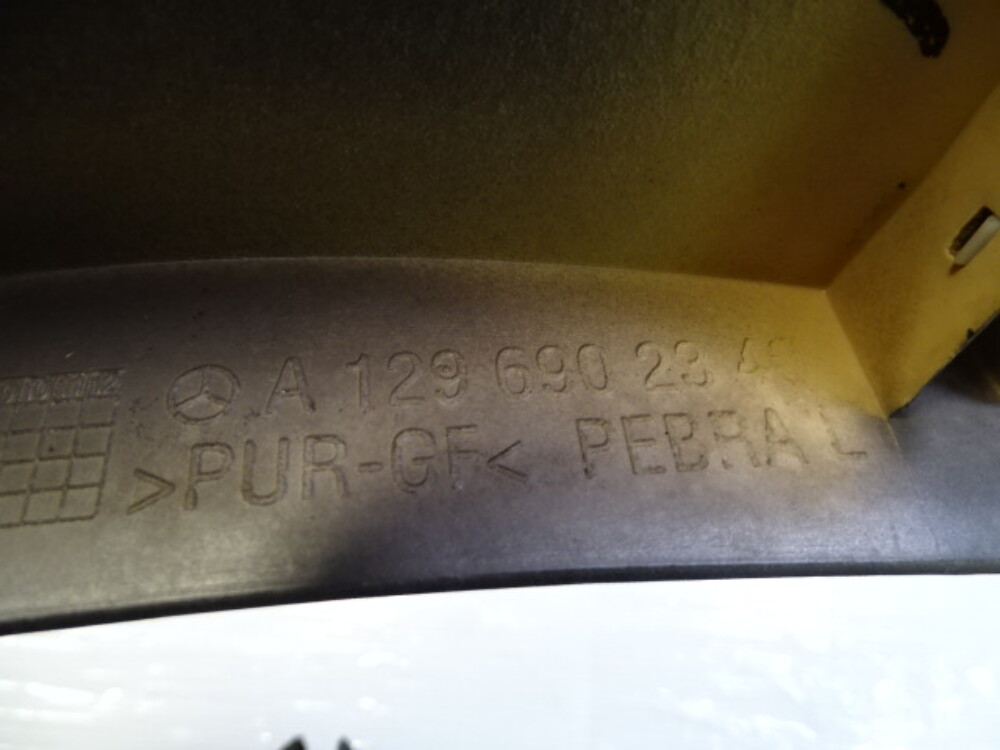 A 129 690 23
>PUR-GF< PEBRA L